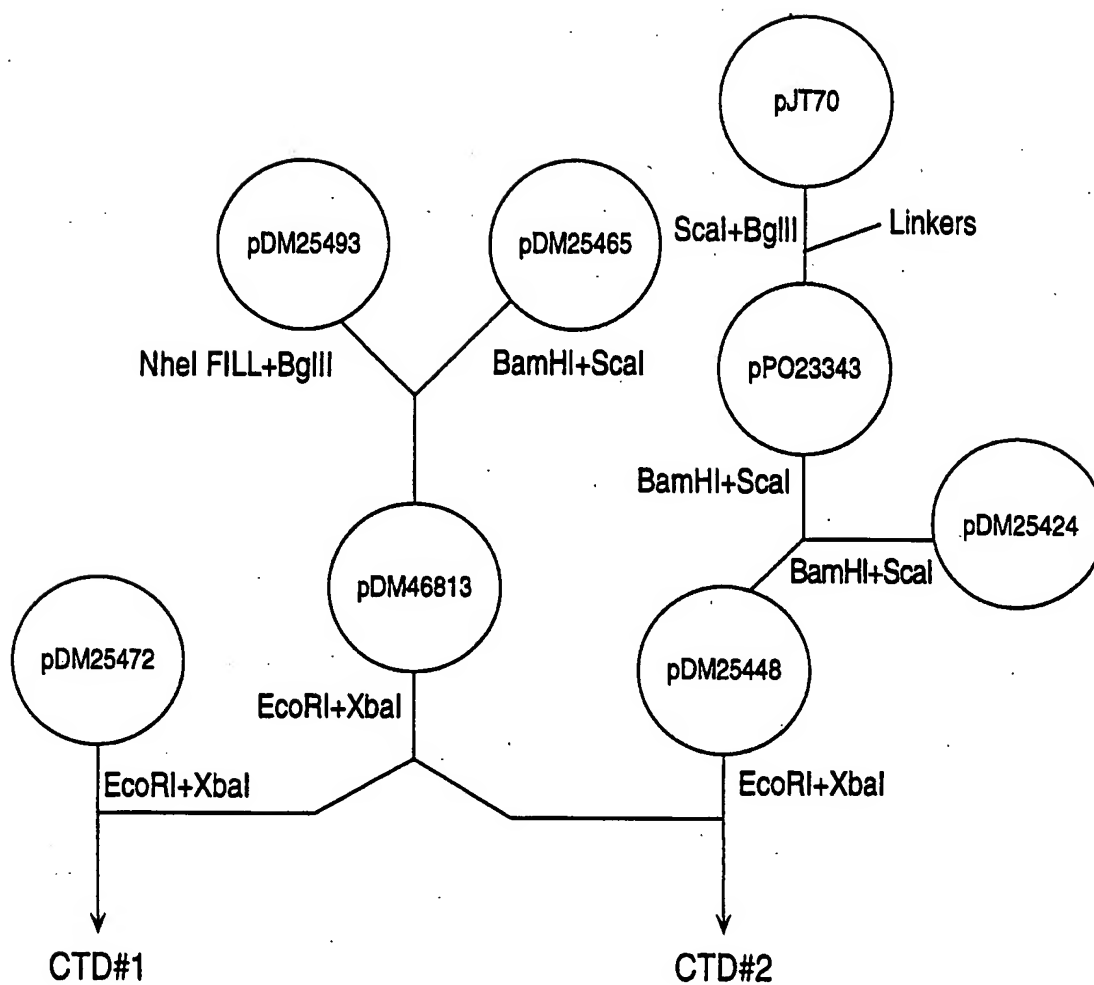 pJT70
ScaI+BglII
Linkers
pDM25493
pDM25465
NheI FILL+BglII
BamHI+ScaI
pPO23343
BamHI+ScaI
pDM25424
BamHI+ScaI
pDM46813
pDM25472
pDM25448
EcoRI+XbaI
EcoRI+XbaI
EcoRI+XbaI
CTD#1
CTD#2